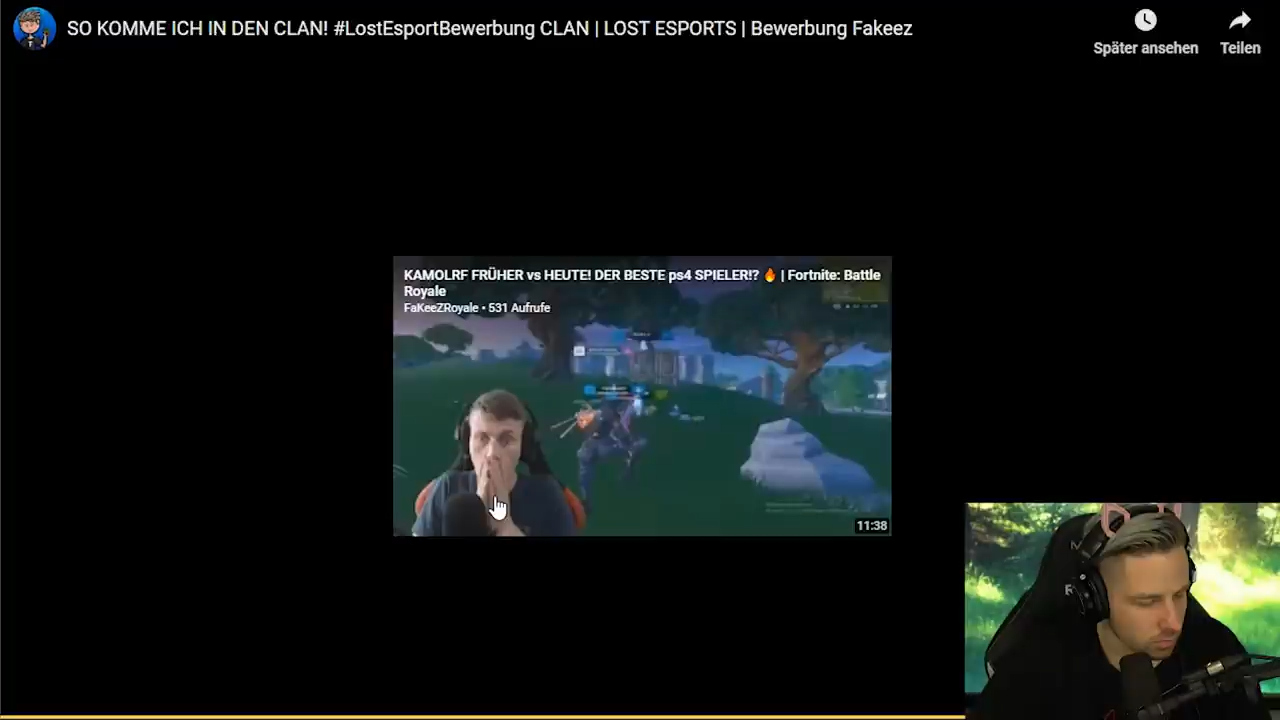 SO KOMME ICH IN DEN CLAN! #LostEsportBewerbung CLAN | LOST ESPORTS | Bewerbung Fakeez
Später ansehen
Teilen
KAMOLRF FRÜHER vs HEUTE! DER BESTE ps4 SPIELER!? 🔥 | Fortnite: Battle
Royale
FaKeeZRoyale • 531 Aufrufe
11:38